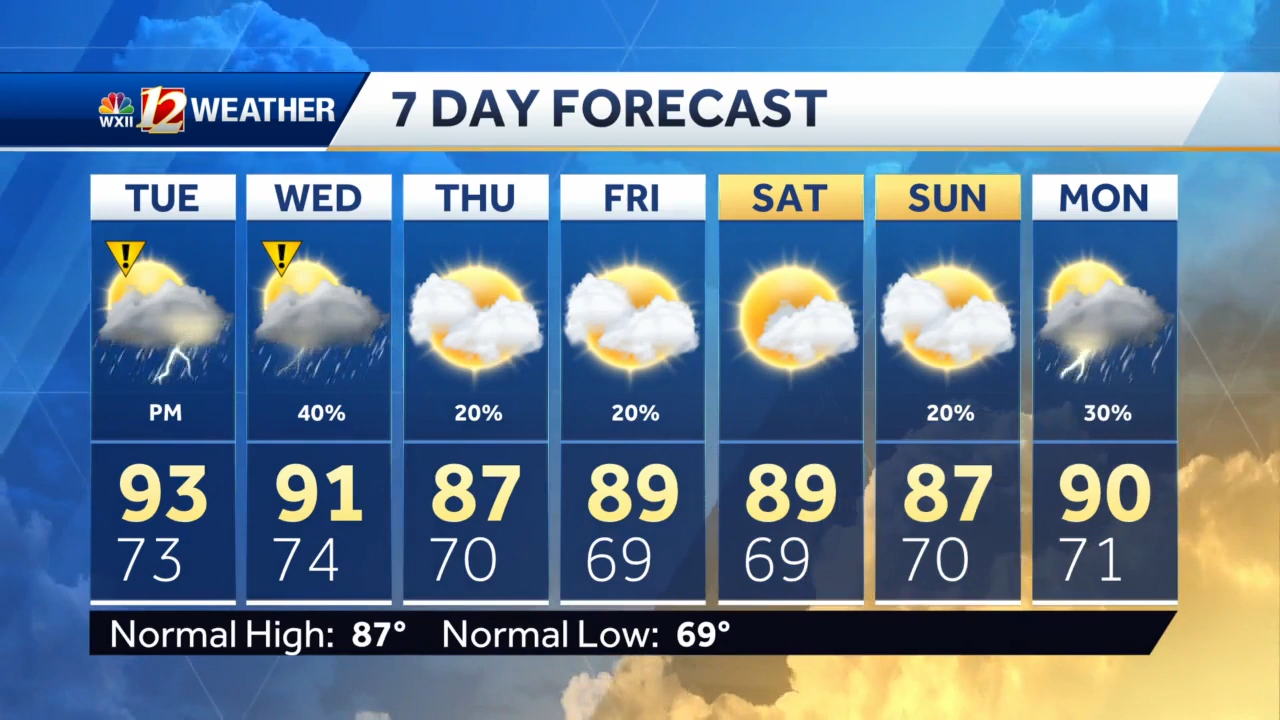 WXII 12 WEATHER 7 DAY FORECAST
TUE WED THU FRI SAT SUN MON
! !
PM 40% 20% 20% 20% 30%
93 91 87 89 89 87 90
73 74 70 69 69 70 71
Normal High: 87° Normal Low: 69°